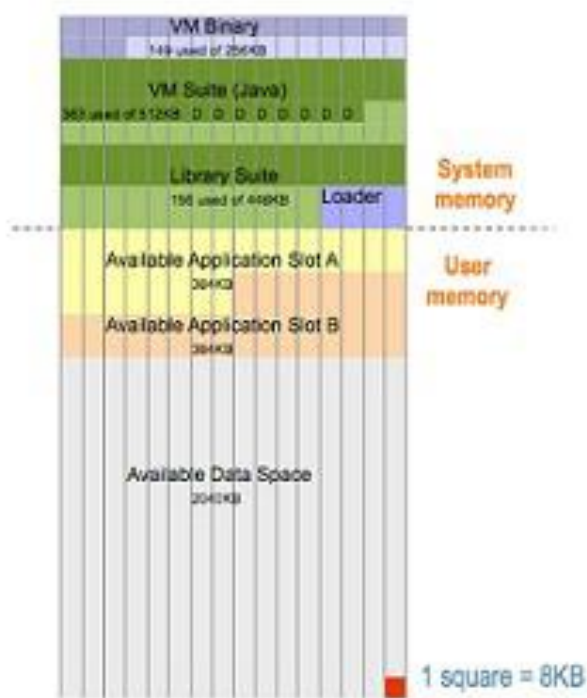 VM Binary
149 used of 256KB
VM Suite (Java)
363 used of 512KB D D D D D D D D
Library Suite
156 used of 448KB
Loader
System
memory
Available Application Slot A
384KB
User
memory
Available Application Slot B
384KB
Available Data Space
2040KB
1 square = 8KB